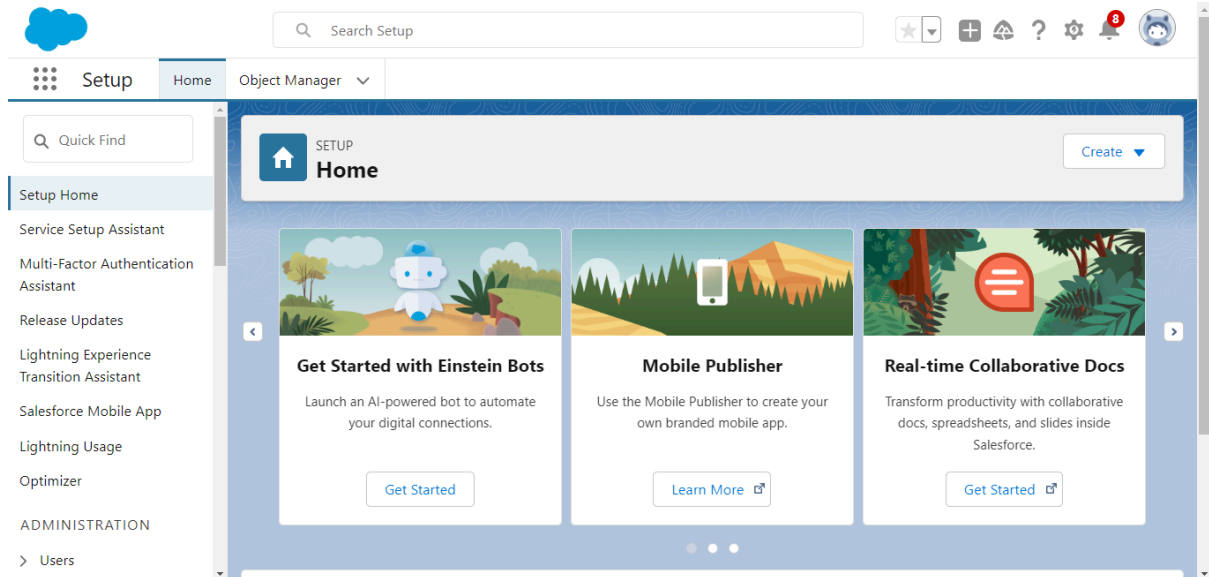 Search Setup
8
Setup
Home
Object Manager
Quick Find
Setup Home
Service Setup Assistant
Multi-Factor Authentication
Assistant
Release Updates
Lightning Experience
Transition Assistant
Salesforce Mobile App
Lightning Usage
Optimizer
ADMINISTRATION
Users
SETUP
Home
Create
Get Started with Einstein Bots
Launch an AI-powered bot to automate
your digital connections.
Get Started
Mobile Publisher
Use the Mobile Publisher to create your
own branded mobile app.
Learn More
Real-time Collaborative Docs
Transform productivity with collaborative
docs, spreadsheets, and slides inside
Salesforce.
Get Started